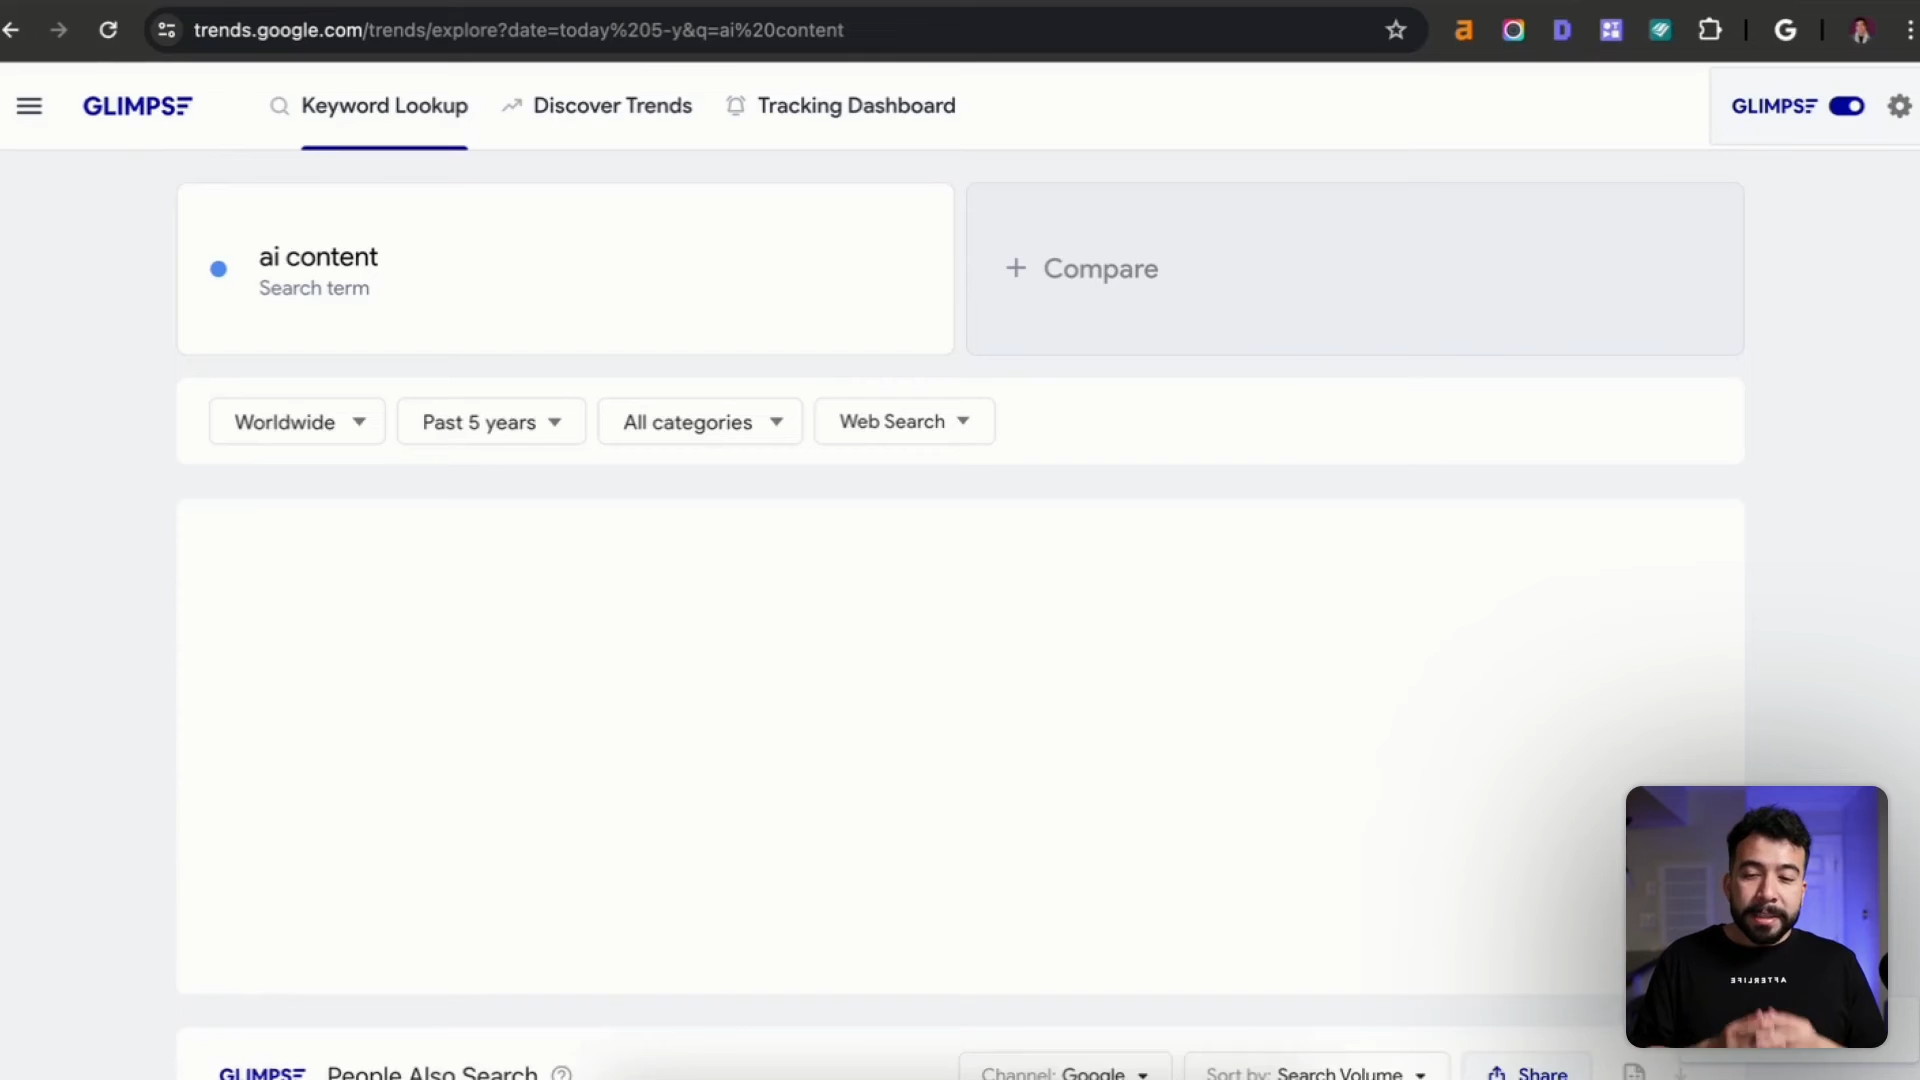 trends.google.com/trends/explore?date=today%205-y&q=ai%20content
GLIMPSE
Keyword Lookup
Discover Trends
Tracking Dashboard
GLIMPSE
ai content
Search term
+ Compare
Worldwide
Past 5 years
All categories
Web Search
AFTERLIFE
GLIMPSE People Also Search
Channel: Google
Sort by: Search Volume
Share